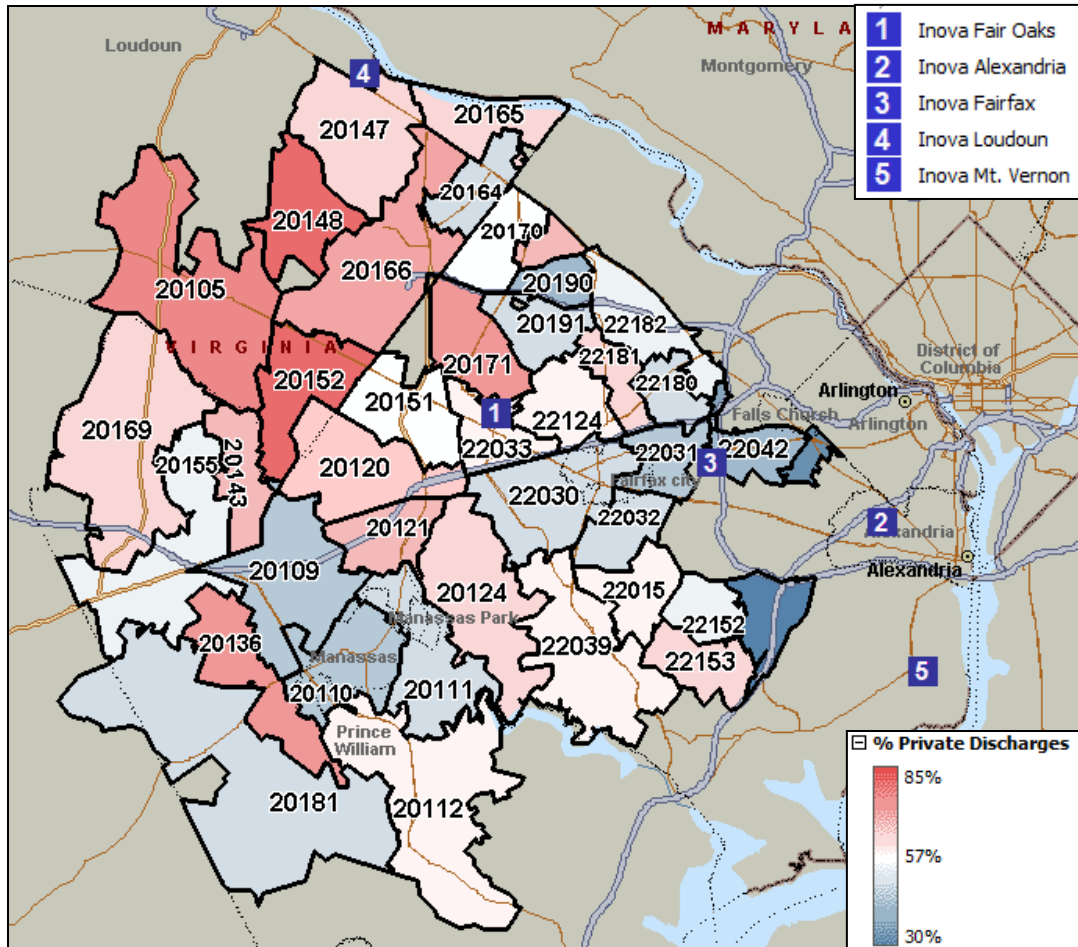 Loudoun
MARYLA
Montgomery
1 Inova Fair Oaks
2 Inova Alexandria
3 Inova Fairfax
4 Inova Loudoun
5 Inova Mt. Vernon
4
20147
20165
20164
20148
20170
20166
20105
20190
20191
22182
VIRGINIA
20171
22181
District of
Columbia
20152
22180
Arlington
20151
1
22124
Falls Church
Arlington
20169
22033
20155
20143
20120
22031
3
22042
Fairfax city
22030
2
20121
22032
Alexandria
20109
Alexandria
20124
22015
Manassas Park
22152
20136
22039
Manassas
22153
5
20110
20111
Prince
William
20181
20112
% Private Discharges
85%
57%
30%